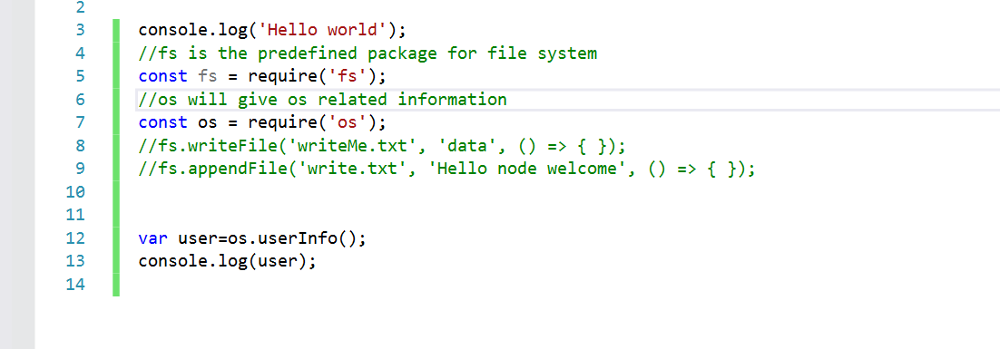 2
3 console.log('Hello world');
4 //fs is the predefined package for file system
5 const fs = require('fs');
6 //os will give os related information
7 const os = require('os');
8 //fs.writeFile('writeMe.txt', 'data', () => { });
9 //fs.appendFile('write.txt', 'Hello node welcome', () => { });
10
11
12 var user=os.userInfo();
13 console.log(user);
14